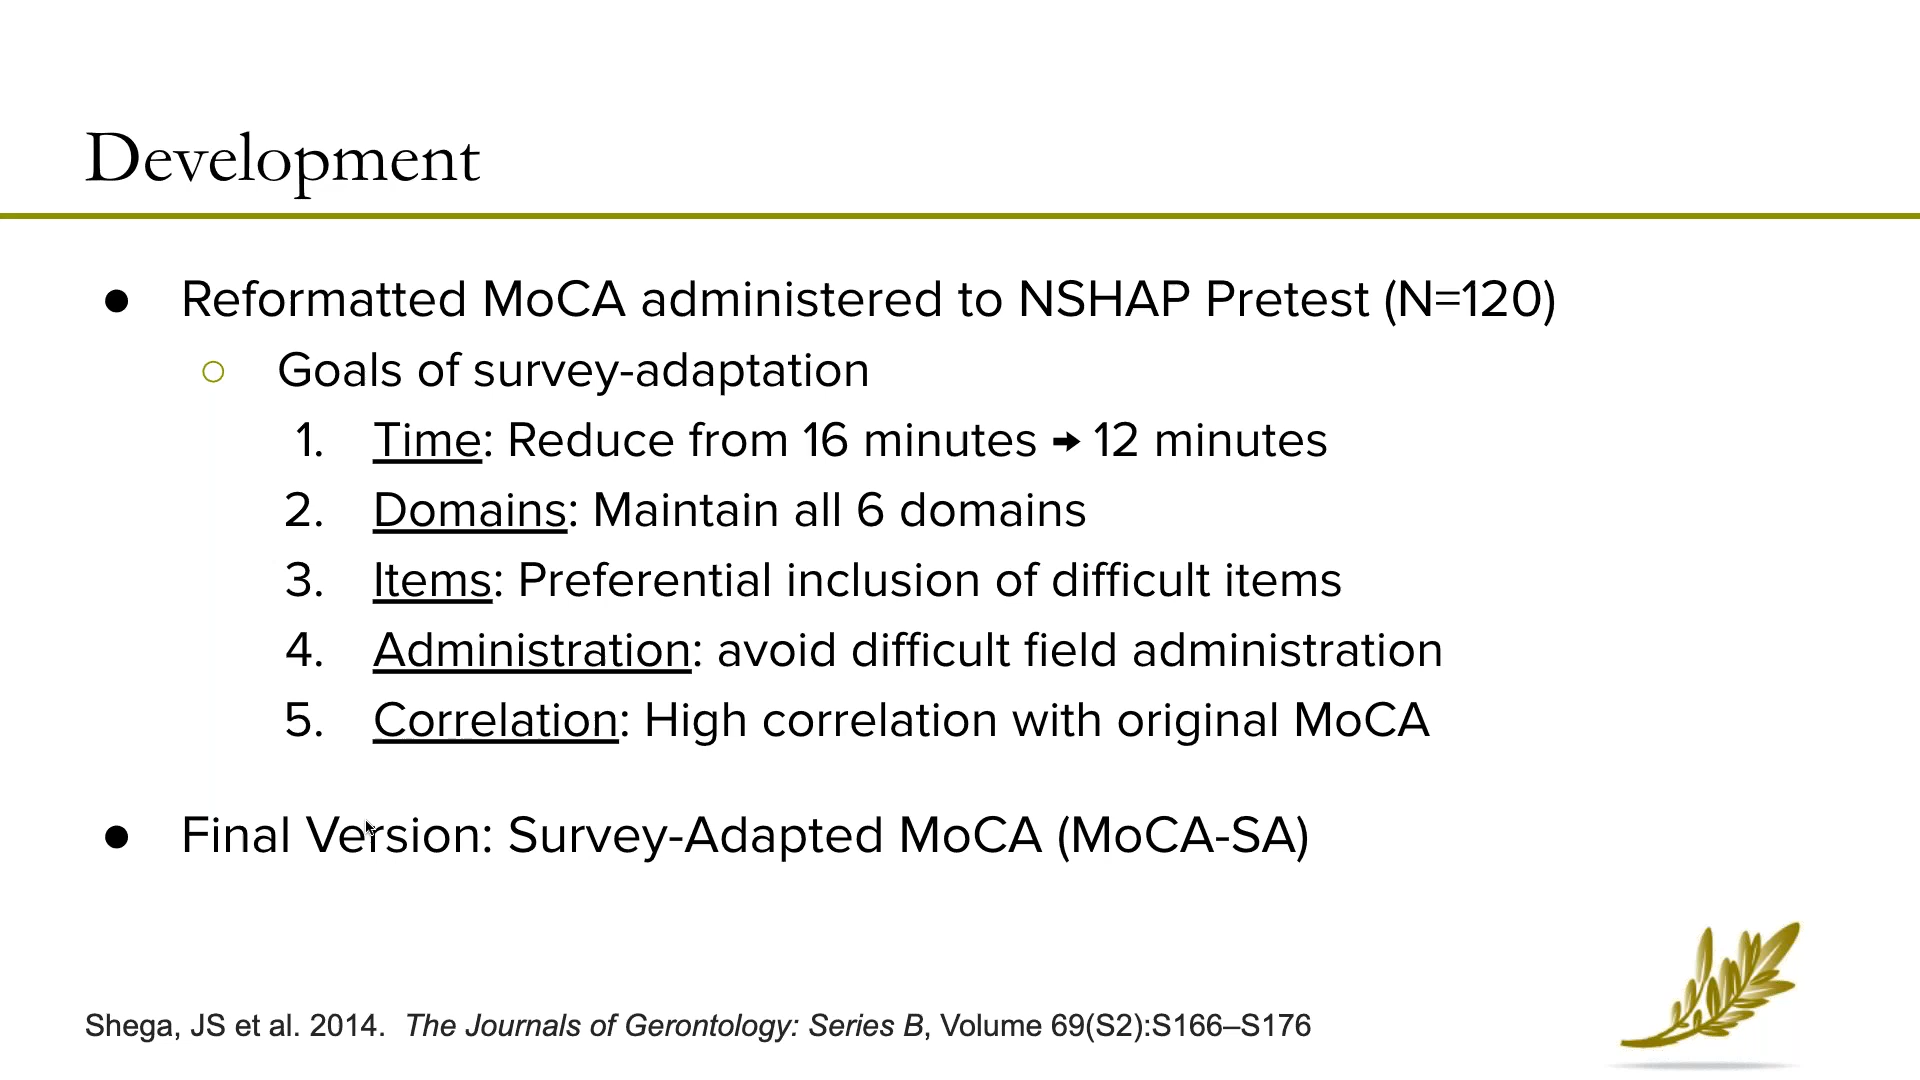 Development
● Reformatted MoCA administered to NSHAP Pretest (N=120)
○ Goals of survey-adaptation
1. Time: Reduce from 16 minutes → 12 minutes
2. Domains: Maintain all 6 domains
3. Items: Preferential inclusion of difficult items
4. Administration: avoid difficult field administration
5. Correlation: High correlation with original MoCA
● Final Version: Survey-Adapted MoCA (MoCA-SA)
Shega, JS et al. 2014. The Journals of Gerontology: Series B, Volume 69(S2):S166–S176